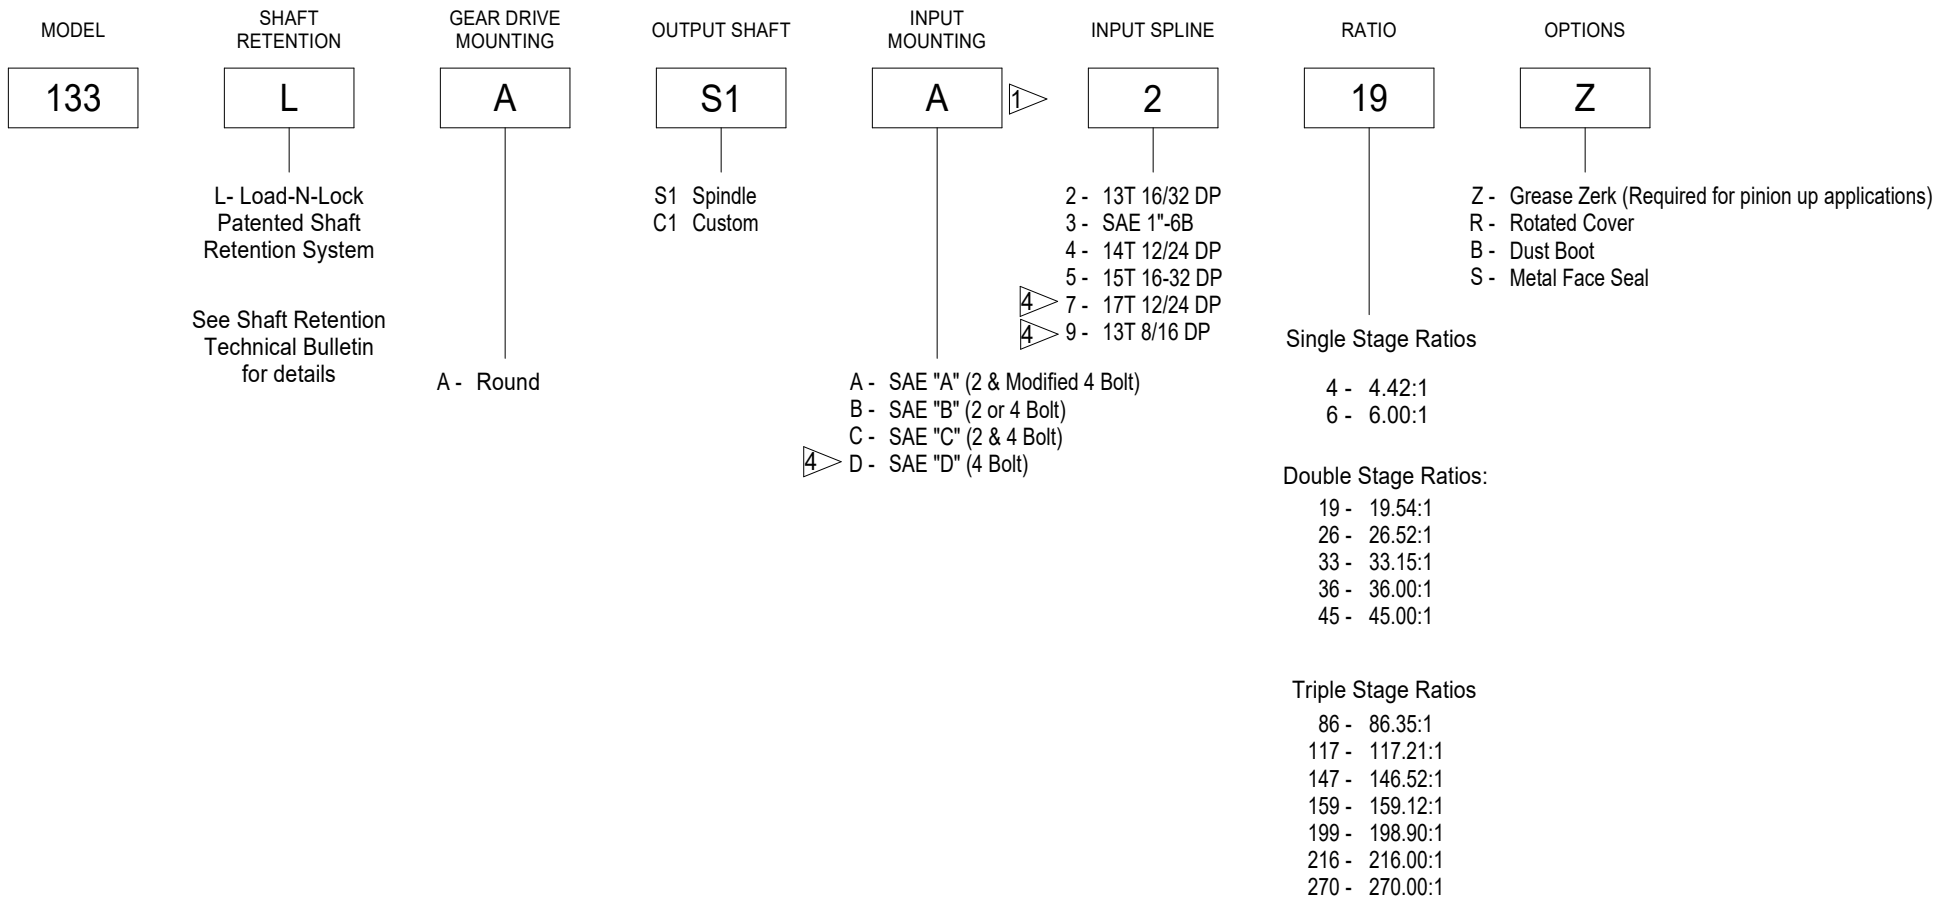 MODEL
SHAFT
RETENTION
GEAR DRIVE
MOUNTING
OUTPUT SHAFT
INPUT
MOUNTING
INPUT SPLINE
RATIO
OPTIONS
133
L
A
S1
A
1
2
19
Z
L- Load-N-Lock
Patented Shaft
Retention System
See Shaft Retention
Technical Bulletin
for details
A - Round
S1 Spindle
C1 Custom
A - SAE "A" (2 & Modified 4 Bolt)
B - SAE "B" (2 or 4 Bolt)
C - SAE "C" (2 & 4 Bolt)
4 D - SAE "D" (4 Bolt)
2 - 13T 16/32 DP
3 - SAE 1"-6B
4 - 14T 12/24 DP
5 - 15T 16-32 DP
4 7 - 17T 12/24 DP
4 9 - 13T 8/16 DP
Single Stage Ratios
4 - 4.42:1
6 - 6.00:1
Double Stage Ratios:
19 - 19.54:1
26 - 26.52:1
33 - 33.15:1
36 - 36.00:1
45 - 45.00:1
Triple Stage Ratios
86 - 86.35:1
117 - 117.21:1
147 - 146.52:1
159 - 159.12:1
199 - 198.90:1
216 - 216.00:1
270 - 270.00:1
Z - Grease Zerk (Required for pinion up applications)
R - Rotated Cover
B - Dust Boot
S - Metal Face Seal